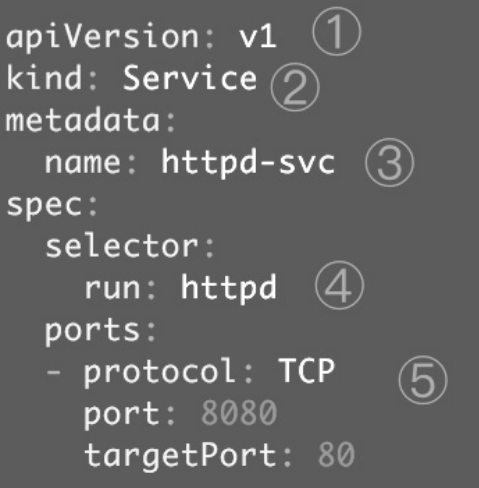 apiVersion: v1 ①
kind: Service ②
metadata:
  name: httpd-svc ③
spec:
  selector:
    run: httpd ④
  ports:
  - protocol: TCP ⑤
    port: 8080
    targetPort: 80